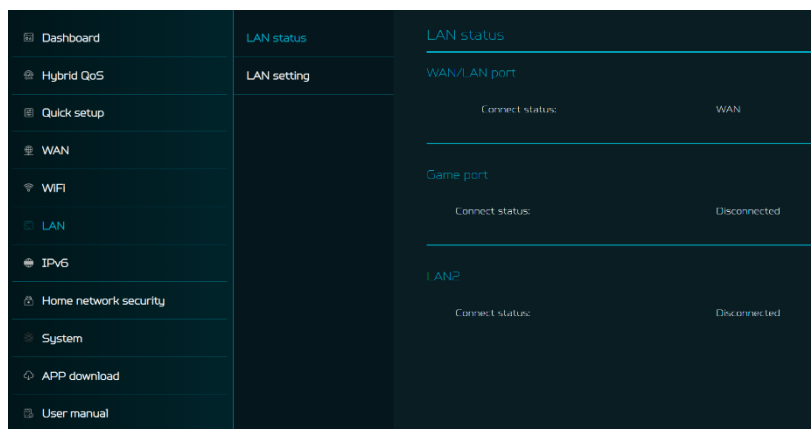 Dashboard
Hybrid QoS
Quick setup
WAN
WiFi
LAN
IPv6
Home network security
System
APP download
User manual
LAN status
LAN setting
LAN status
WAN/LAN port
Connect status: WAN
Game port
Connect status: Disconnected
LAN2
Connect status: Disconnected